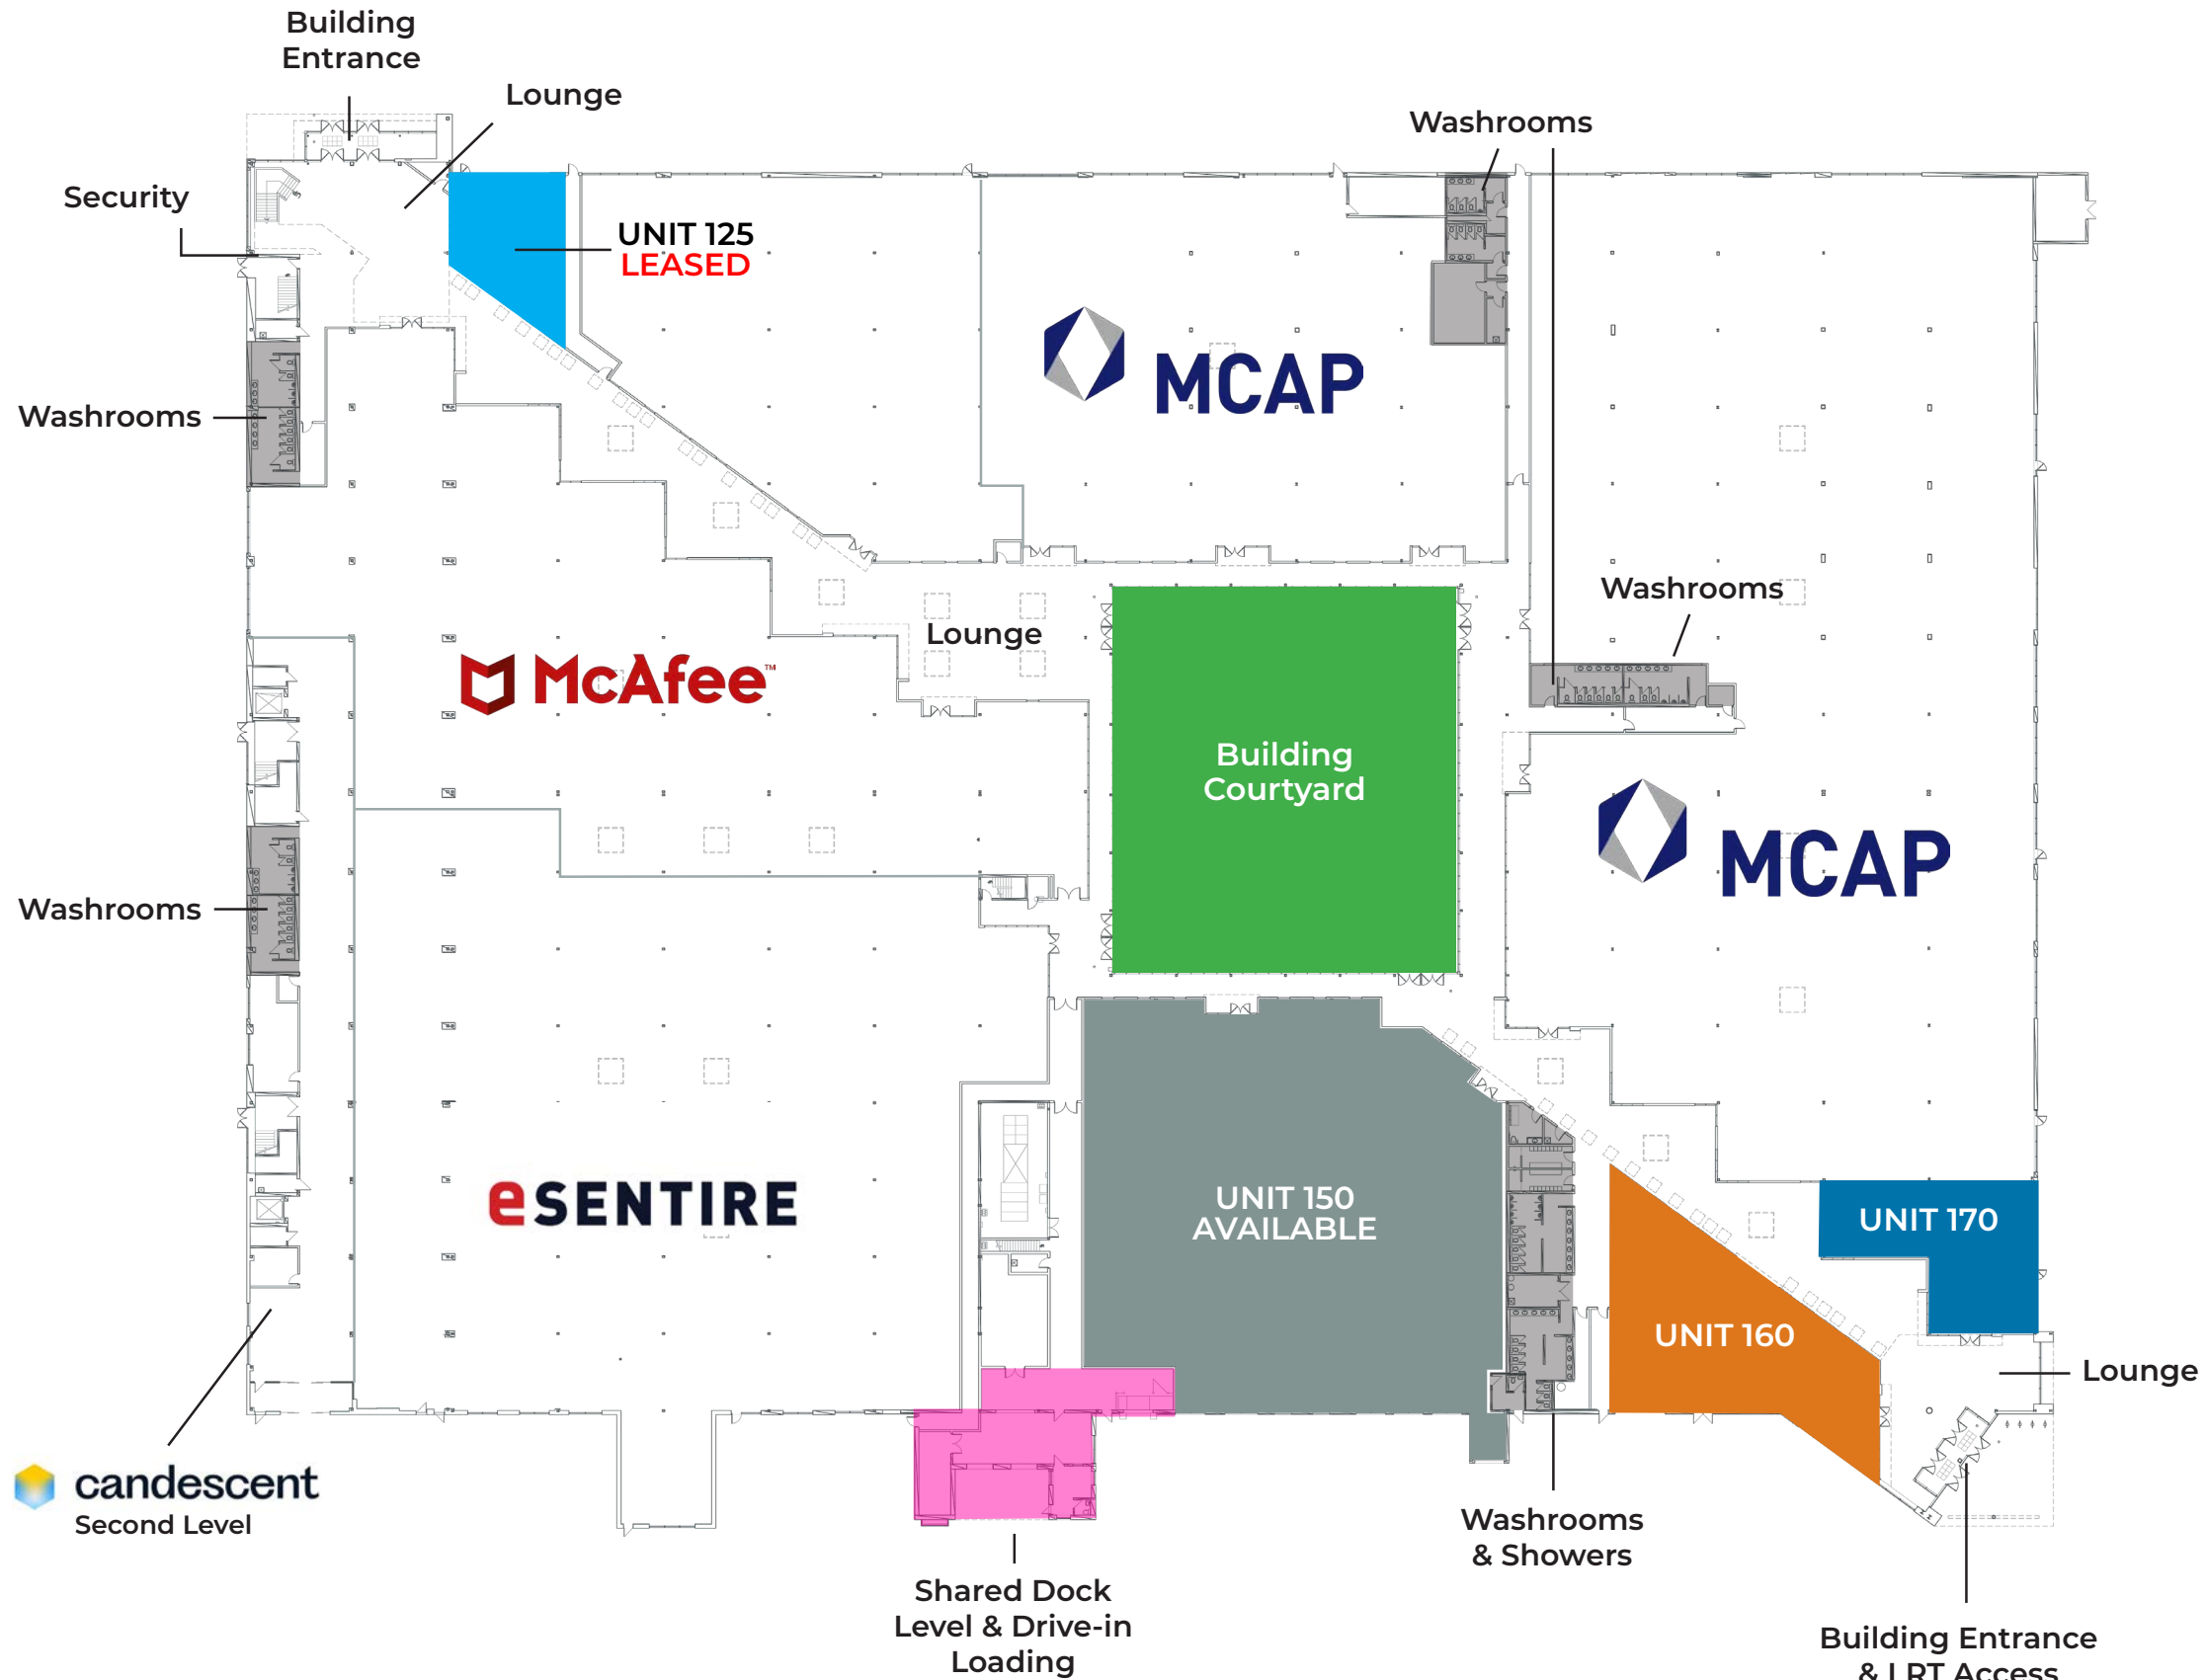 Building
Entrance
Lounge
Washrooms
Security
UNIT 125
LEASED
MCAP
Washrooms
Washrooms
Lounge
McAfee™
Building
Courtyard
MCAP
Washrooms
eSENTIRE
UNIT 150
AVAILABLE
UNIT 170
UNIT 160
Lounge
candescent
Second Level
Washrooms
& Showers
Shared Dock
Level & Drive-in
Loading
Building Entrance
& LRT Access